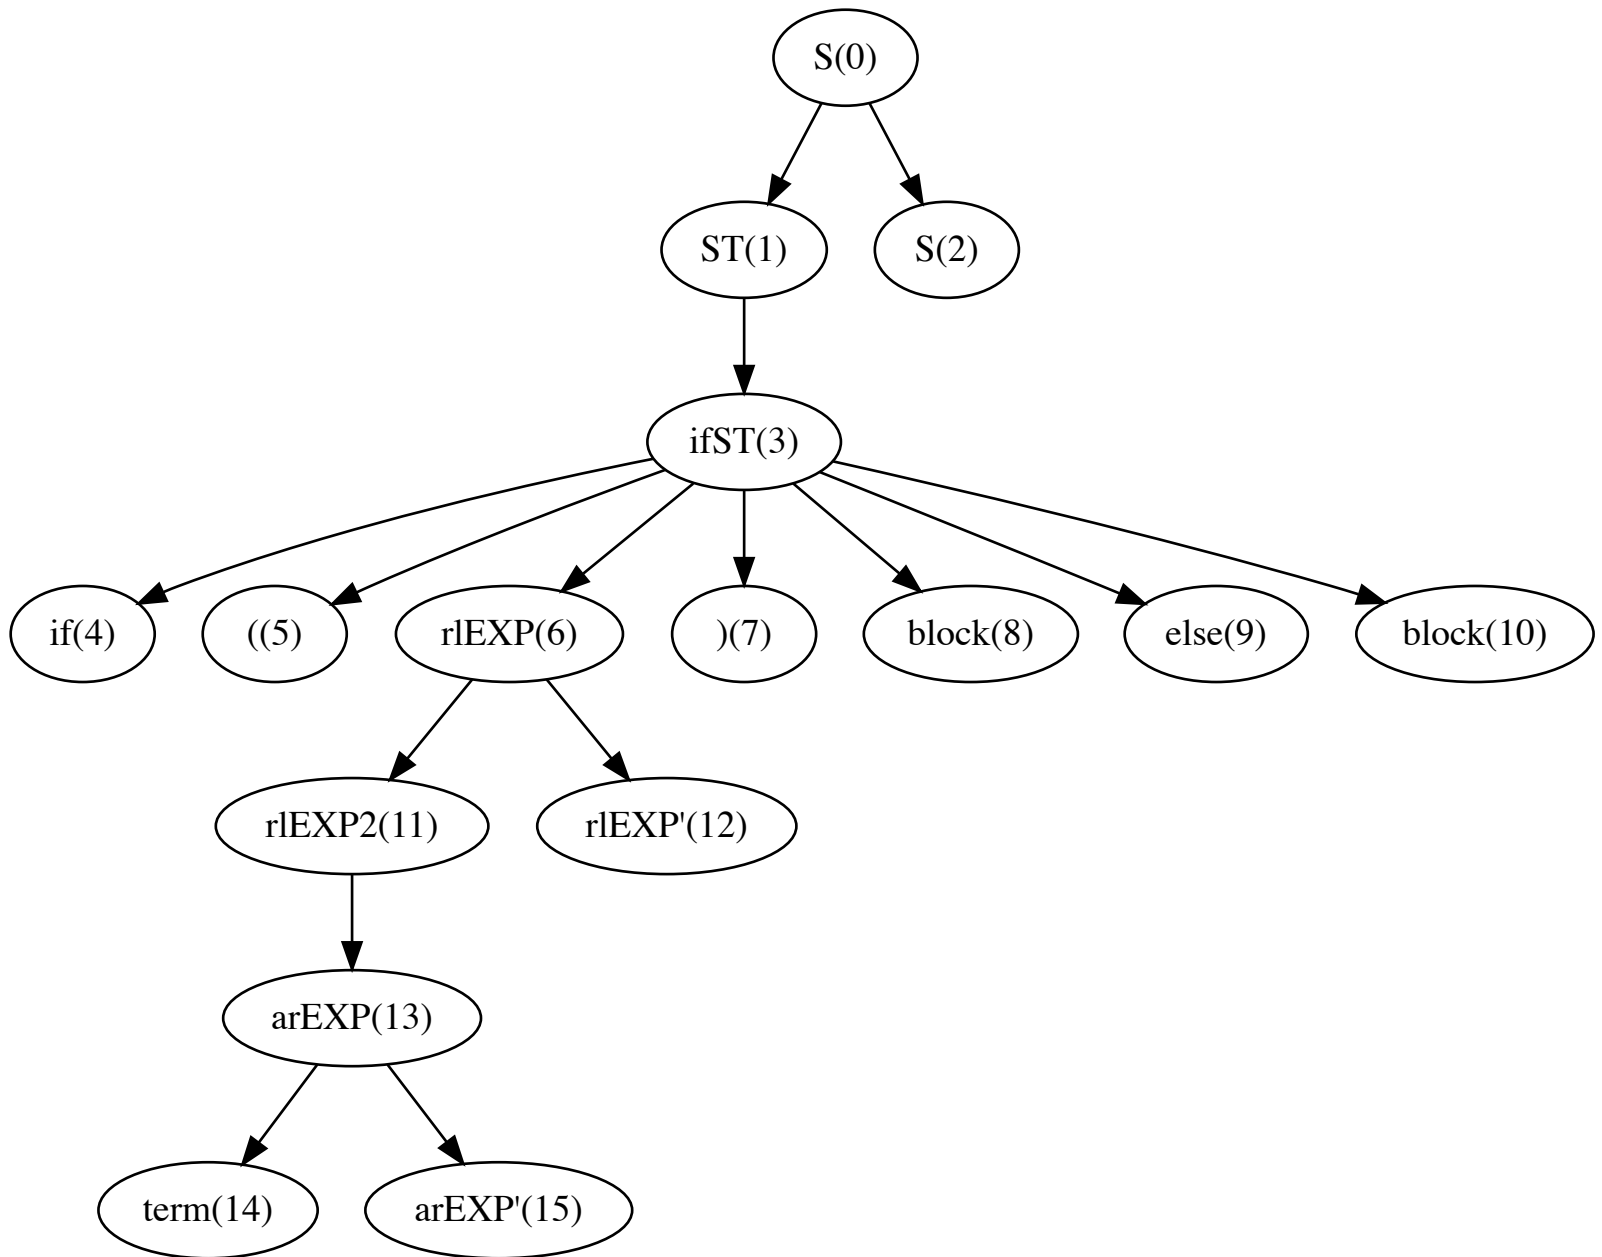 S(0)
ST(1)
S(2)
ifST(3)
if(4)
((5)
rlEXP(6)
)(7)
block(8)
else(9)
block(10)
rlEXP2(11)
rlEXP'(12)
arEXP(13)
term(14)
arEXP'(15)